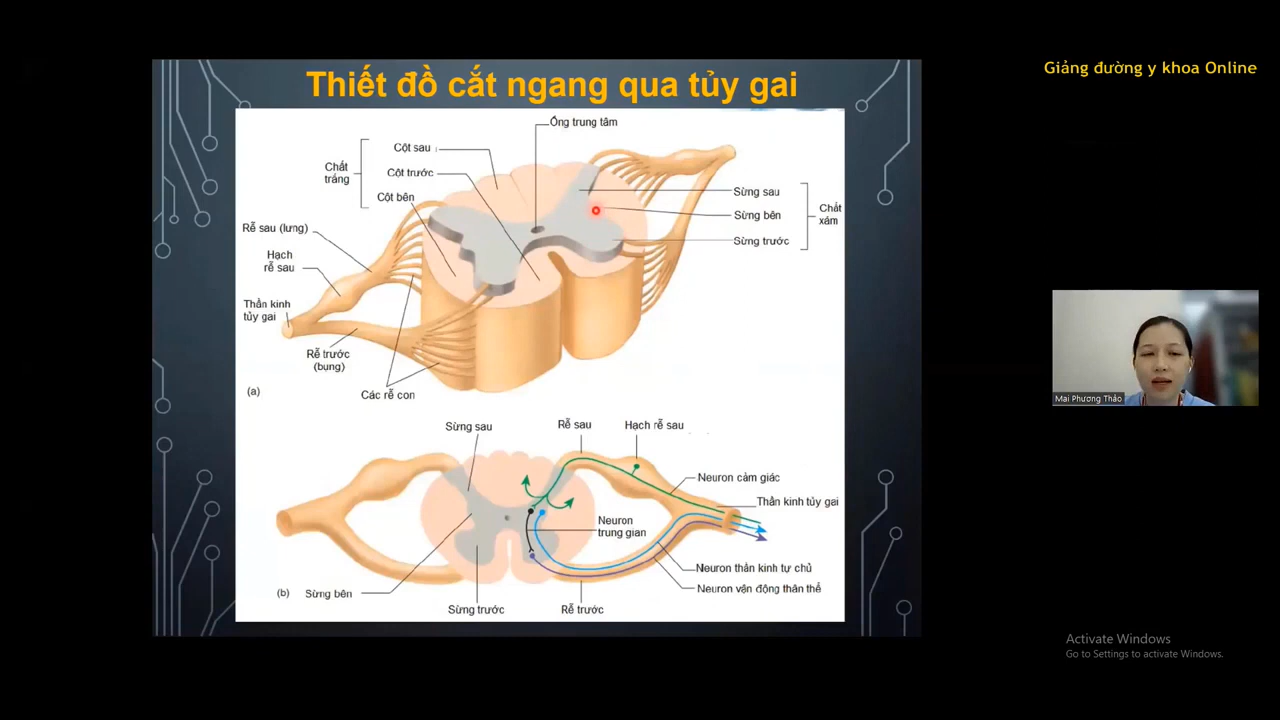 Giảng đường y khoa Online
Thiết đồ cắt ngang qua tủy gai
Ống trung tâm
Cột sau
Chất
trắng
Cột trước
Cột bên
Rễ sau (lưng)
Hạch
rễ sau
Thần kinh
tủy gai
Rễ trước
(bụng)
Các rễ con
Sừng sau
Sừng bên
Sừng trước
Chất
xám
(a)
Sừng sau
Rễ sau
Hạch rễ sau
Neuron cảm giác
Thần kinh tủy gai
Neuron
trung gian
Neuron thần kinh tự chủ
Neuron vận động thân thể
(b)
Sừng bên
Sừng trước
Rễ trước
Mai Phương Thảo
Activate Windows
Go to Settings to activate Windows.